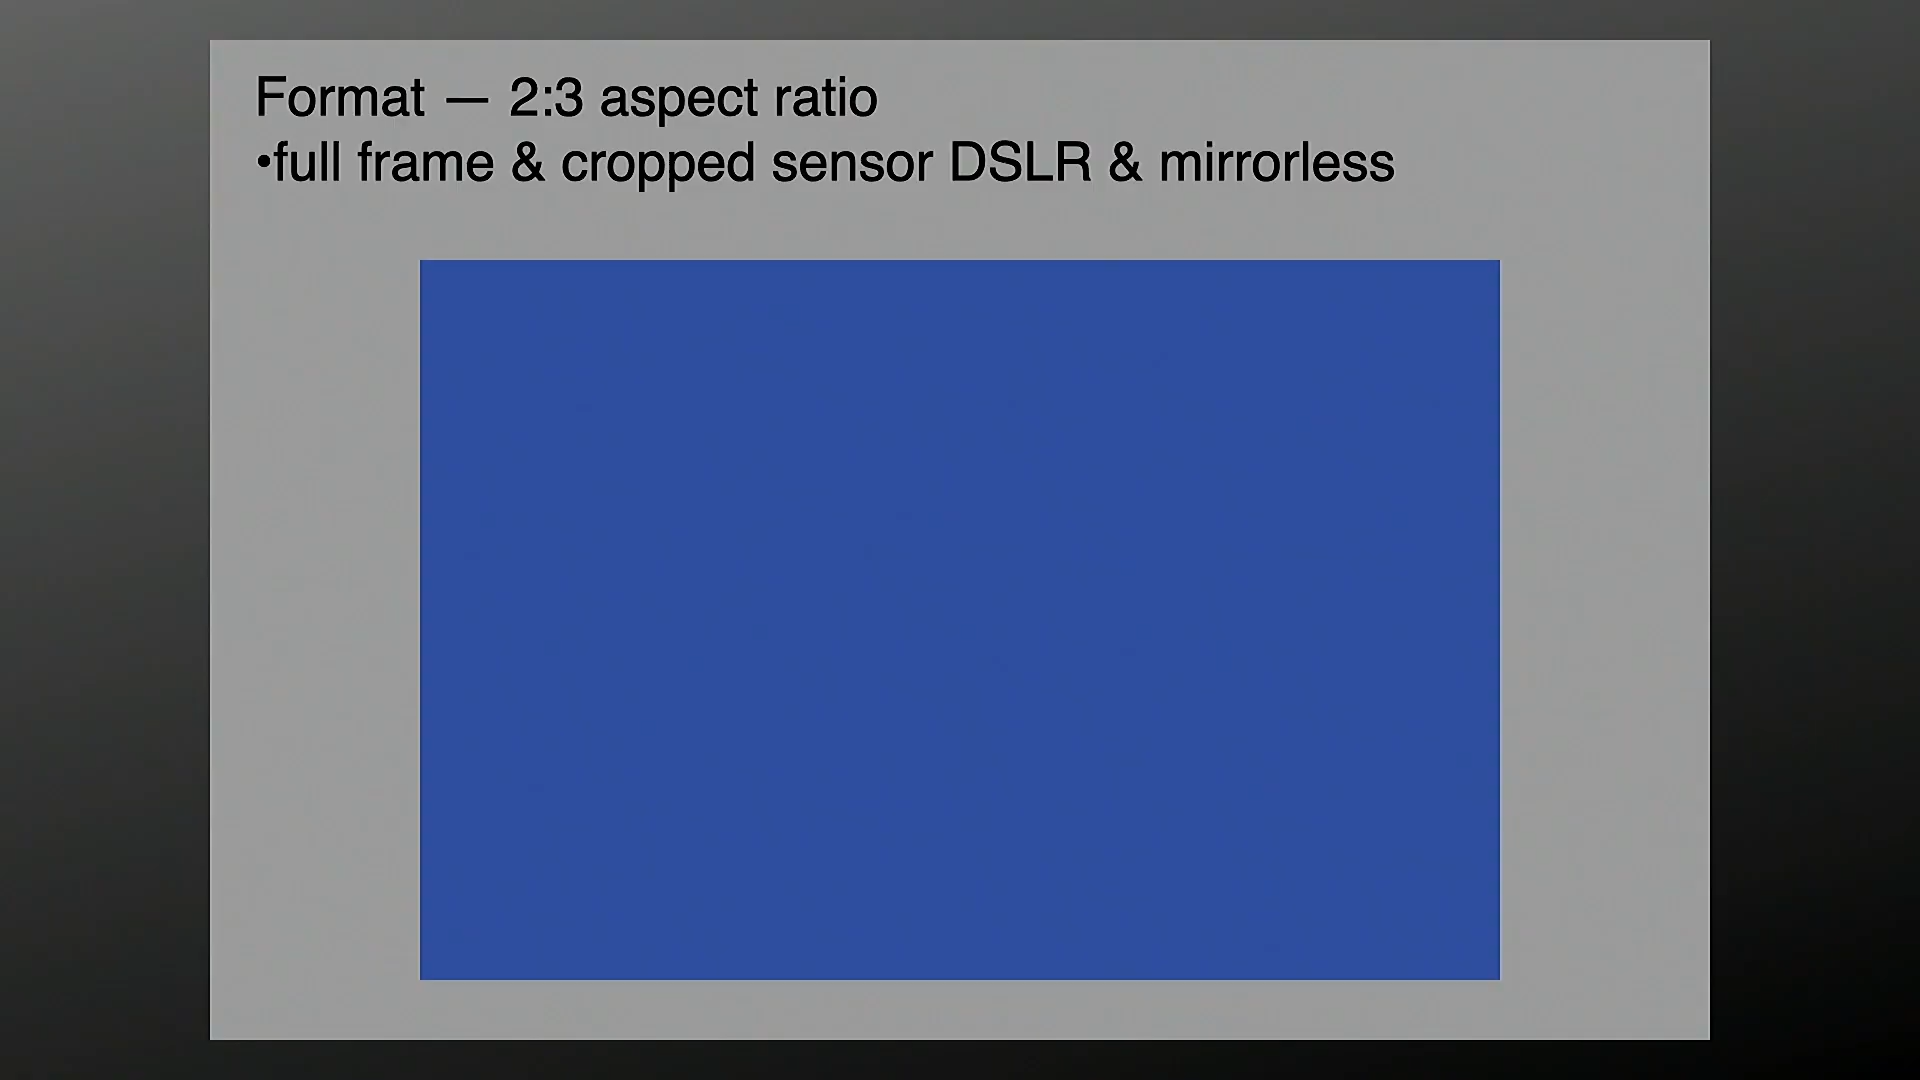 Format — 2:3 aspect ratio
•full frame & cropped sensor DSLR & mirrorless